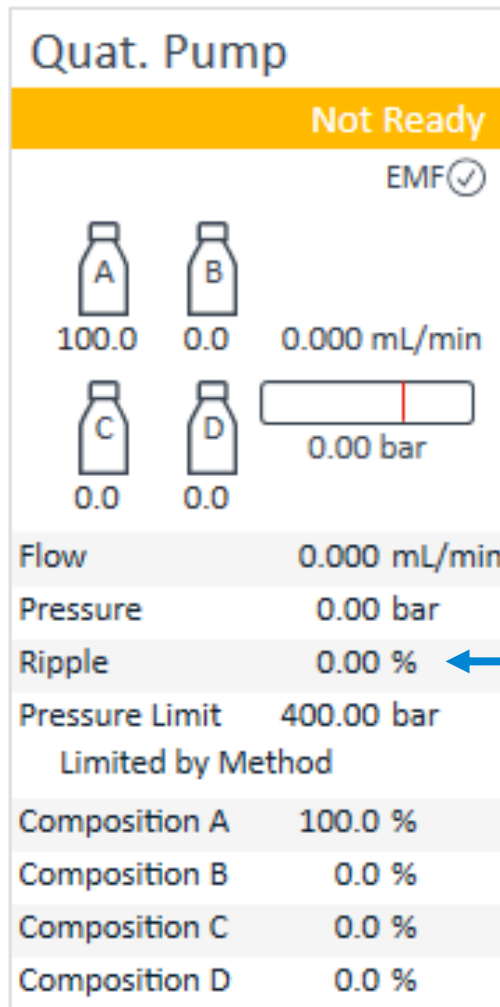 Quat. Pump
Not Ready
EMF
A B
100.0 0.0 0.000 mL/min
C D
0.00 bar
0.0 0.0
Flow 0.000 mL/min
Pressure 0.00 bar
Ripple 0.00 %
Pressure Limit 400.00 bar
Limited by Method
Composition A 100.0 %
Composition B 0.0 %
Composition C 0.0 %
Composition D 0.0 %